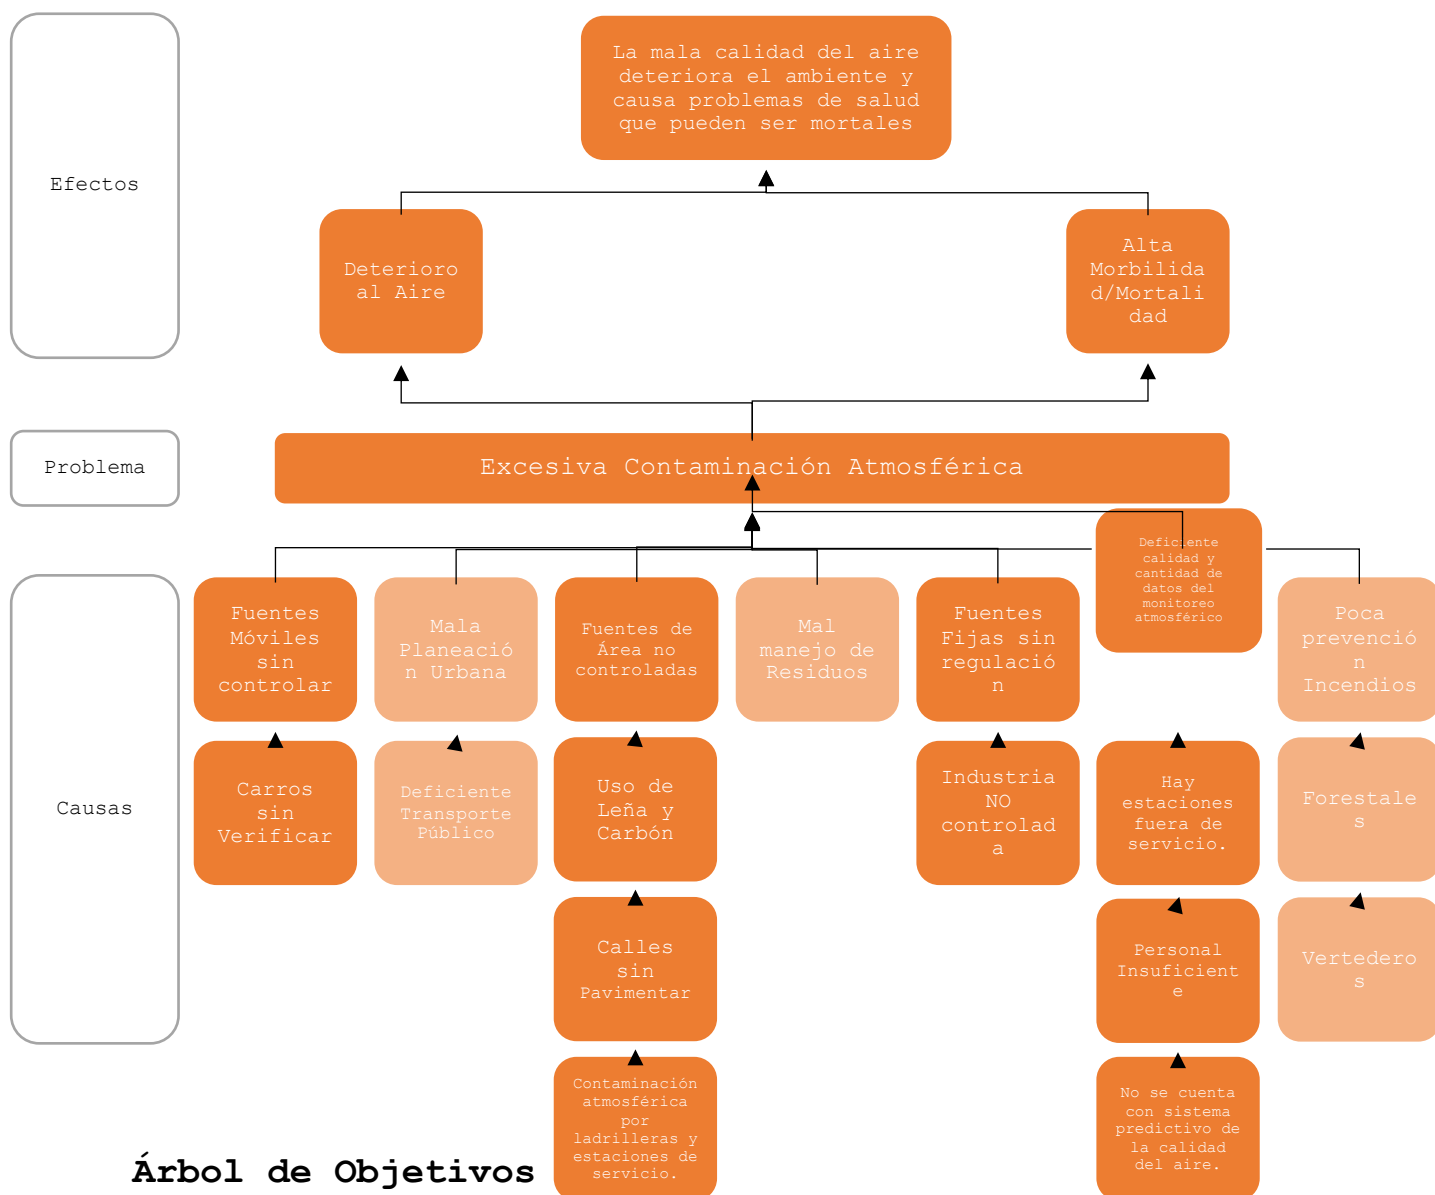 La mala calidad del aire
deteriora el ambiente y
causa problemas de salud
que pueden ser mortales
Efectos
Deterioro
al Aire
Alta
Morbilida
d/Mortali
dad
Problema
Excesiva Contaminación Atmosférica
Fuentes
Móviles
sin
controlar
Mala
Planeació
n Urbana
Fuentes de
Área no
controladas
Mal
manejo de
Residuos
Fuentes
Fijas sin
regulació
n
Deficiente
calidad y
cantidad de
datos del
monitoreo
atmosférico
Poca
prevenció
n
Incendios
Causas
Carros
sin
Verificar
Deficiente
Transporte
Público
Uso de
Leña y
Carbón
Industria
NO
controlad
a
Hay
estaciones
fuera de
servicio.
Forestale
s
Calles
sin
Pavimentar
Personal
Insuficient
e
Vertedero
s
Contaminación
atmosférica
por
ladrilleras y
estaciones de
servicio.
No se cuenta
con sistema
predictivo de
la calidad
del aire.
Árbol de Objetivos